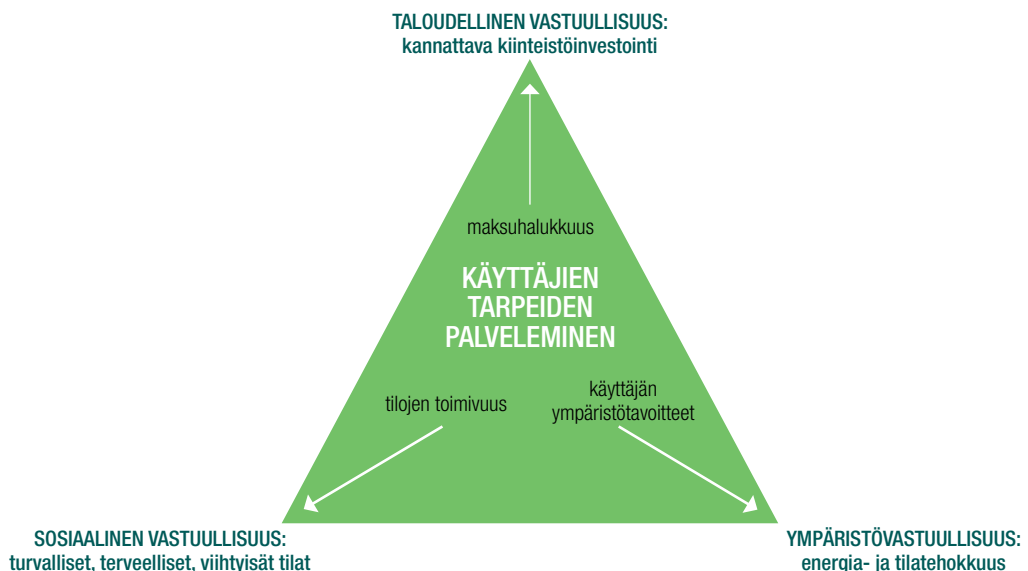 TALOUDELLINEN VASTUULLISUUS:
kannattava kiinteistöinvestointi
maksuhalukkuus
KÄYTTÄJIEN
TARPEIDEN
PALVELEMINEN
tilojen toimivuus
käyttäjän
ympäristötavoitteet
SOSIAALINEN VASTUULLISUUS:
turvalliset, terveelliset, viihtyisät tilat
YMPÄRISTÖVASTUULLISUUS:
energia- ja tilatehokkuus